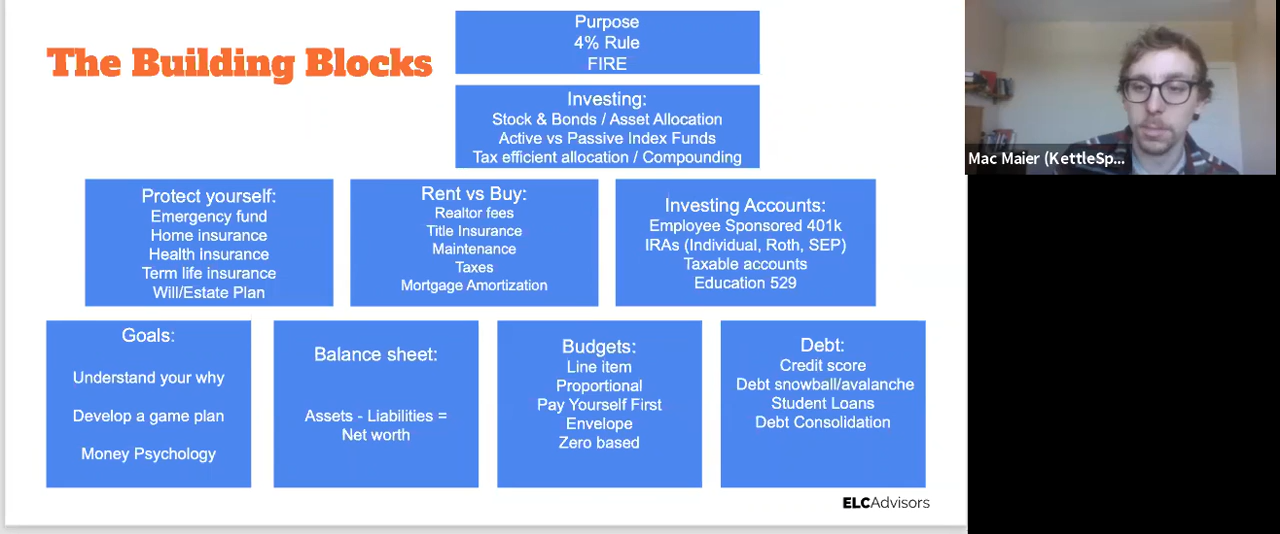 The Building Blocks
Purpose
4% Rule
FIRE
Investing:
Stock & Bonds / Asset Allocation
Active vs Passive Index Funds
Tax efficient allocation / Compounding
Protect yourself:
Emergency fund
Home insurance
Health insurance
Term life insurance
Will/Estate Plan
Rent vs Buy:
Realtor fees
Title Insurance
Maintenance
Taxes
Mortgage Amortization
Investing Accounts:
Employee Sponsored 401k
IRAs (Individual, Roth, SEP)
Taxable accounts
Education 529
Goals:
Understand your why
Develop a game plan
Money Psychology
Balance sheet:
Assets - Liabilities =
Net worth
Budgets:
Line item
Proportional
Pay Yourself First
Envelope
Zero based
Debt:
Credit score
Debt snowball/avalanche
Student Loans
Debt Consolidation
ELCAdvisors
Mac Maier (KettleSp...